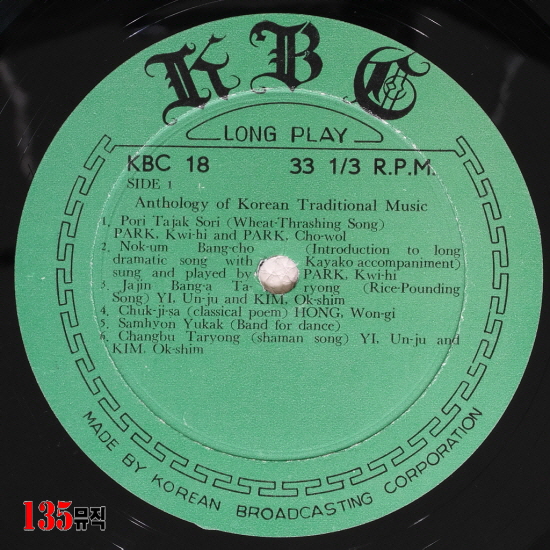 KBC
LONG PLAY
KBC 18 33 1/3 R.P.M.
SIDE 1
Anthology of Korean Traditional Music
1. Pori Tajak Sori (Wheat-Thrashing Song)
PARK, Kwi-hi and PARK, Cho-wol
2. Nok-um Bang-cho (Introduction to long
dramatic song with Kayako accompaniment)
sung and played by PARK, Kwi-hi
3. Jajin Bang-a Ta- ryong (Rice-Pounding
Song) YI, Un-ju and KIM, Ok-shim
4. Chuk-ji-sa (classical poem) HONG, Won-gi
5. Samhyon Yukak (Band for dance)
6. Changbu Taryong (shaman song) YI, Un-ju and
KIM, Ok-shim
MADE BY KOREAN BROADCASTING CORPORATION
135뮤직